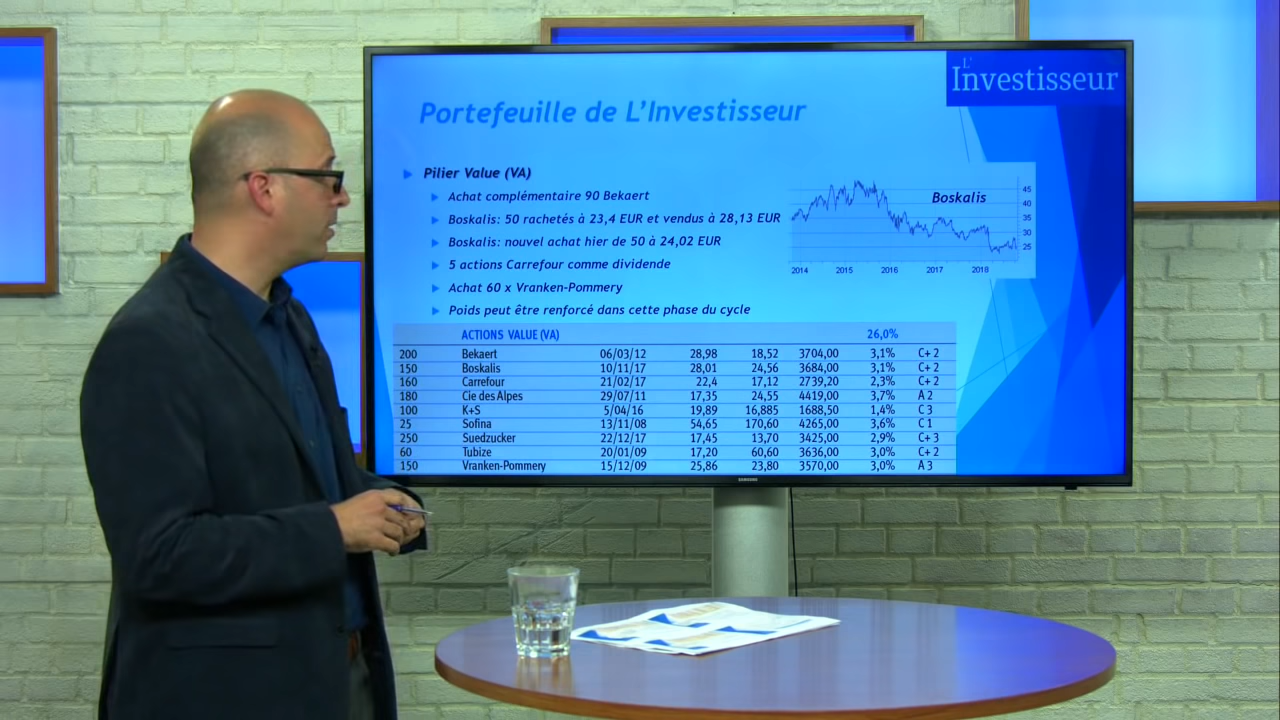 L'Investisseur
Portefeuille de L'Investisseur
Pilier Value (VA)
Achat complémentaire 90 Bekaert
Boskalis: 50 rachetés à 23,4 EUR et vendus à 28,13 EUR
Boskalis: nouvel achat hier de 50 à 24,02 EUR
5 actions Carrefour comme dividende
Achat 60 x Vranken-Pommery
Poids peut être renforcé dans cette phase du cycle
Boskalis
45
40
35
30
25
2014 2015 2016 2017 2018
ACTIONS VALUE (VA) 26,0%
200 Bekaert 06/03/12 28,98 18,52 3704,00 3,1% C+ 2
150 Boskalis 10/11/17 28,01 24,56 3684,00 3,1% C+ 2
160 Carrefour 21/02/17 22,4 17,12 2739,20 2,3% C+ 2
180 Cie des Alpes 29/07/11 17,35 24,55 4419,00 3,7% A 2
100 K+S 5/04/16 19,89 16,885 1688,50 1,4% C 3
25 Sofina 13/11/08 54,65 170,60 4265,00 3,6% C 1
250 Suedzucker 22/12/17 17,45 13,70 3425,00 2,9% C+ 3
60 Tubize 20/01/09 17,20 60,60 3636,00 3,0% C+ 2
150 Vranken-Pommery 15/12/09 25,86 23,80 3570,00 3,0% A 3
SAMSUNG